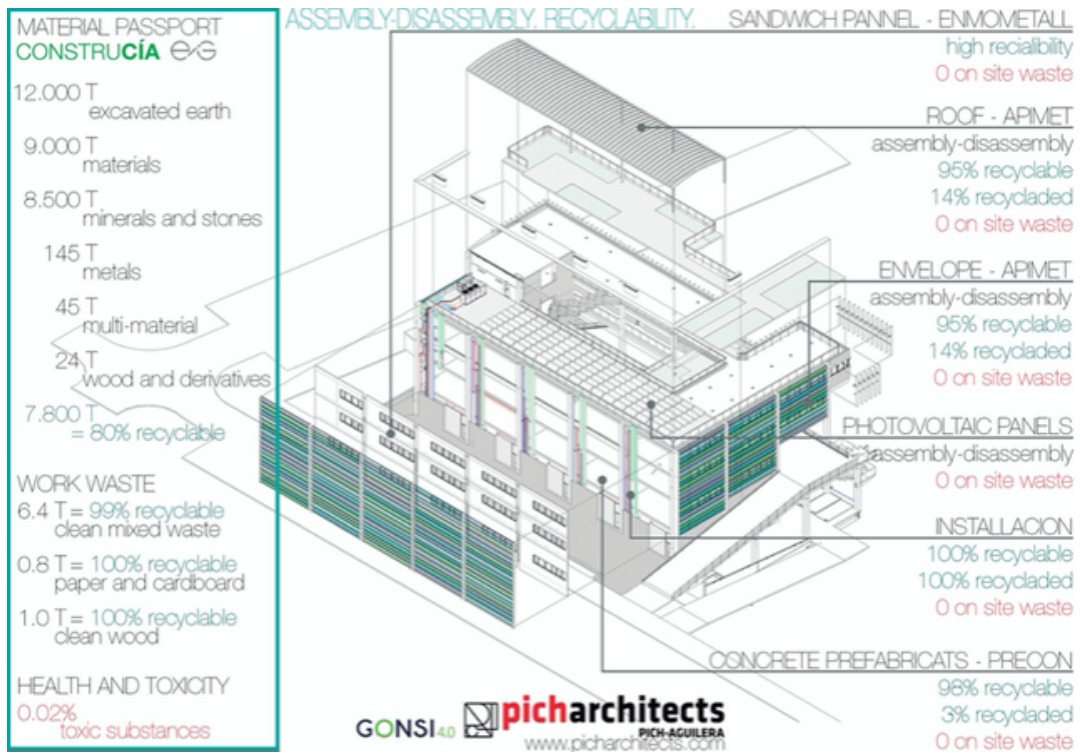 MATERIAL PASSPORT
CONSTRUCÍA eG
12.000 T
excavated earth
9.000 T
materials
8.500 T
minerals and stones
145 T
metals
45 T
multi-material
24 T
wood and derivatives
7.800 T
= 80% recyclable
WORK WASTE
6.4 T = 99% recyclable
clean mixed waste
0.8 T = 100% recyclable
paper and cardboard
1.0 T = 100% recyclable
clean wood
HEALTH AND TOXICITY
0.02%
toxic substances
ASSEMBLY-DISASSEMBLY. RECYCLABILITY.
SANDWICH PANNEL - ENMOMETALL
high recialibility
0 on site waste
ROOF - APIMET
assembly-disassembly
95% recyclable
14% recycladed
0 on site waste
ENVELOPE - APIMET
assembly-disassembly
95% recyclable
14% recycladed
0 on site waste
PHOTOVOLTAIC PANELS
assembly-disassembly
0 on site waste
INSTALLACION
100% recyclable
100% recycladed
0 on site waste
CONCRETE PREFABRICATS - PRECON
98% recyclable
3% recycladed
0 on site waste
GONSI 4.0
picharchitects
PICH-AGUILERA
www.picharchitects.com